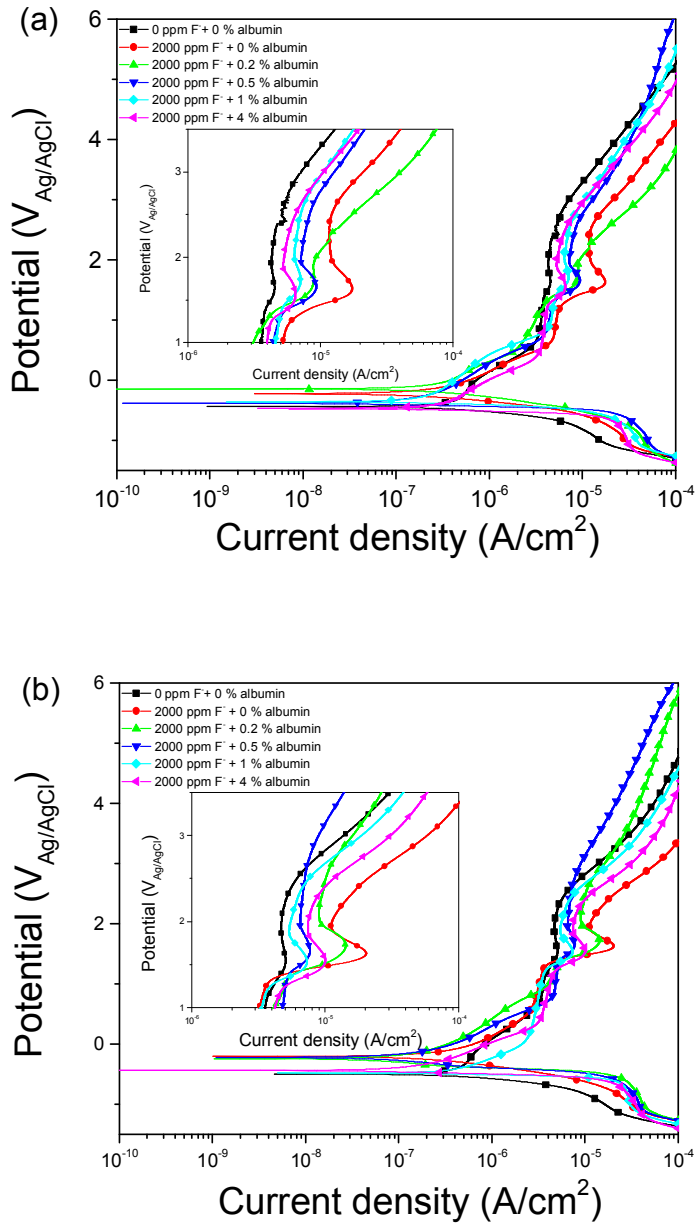 (a)
6
4
2
0
Potential (V_Ag/AgCl)
0 ppm F⁻+ 0 % albumin
2000 ppm F⁻ + 0 % albumin
2000 ppm F⁻ + 0.2 % albumin
2000 ppm F⁻ + 0.5 % albumin
2000 ppm F⁻ + 1 % albumin
2000 ppm F⁻ + 4 % albumin
3
2
1
Potential (V_Ag/AgCl)
10⁻⁶ 10⁻⁵ 10⁻⁴
Current density (A/cm²)
10⁻¹⁰ 10⁻⁹ 10⁻⁸ 10⁻⁷ 10⁻⁶ 10⁻⁵ 10⁻⁴
Current density (A/cm²)
(b)
6
4
2
0
Potential (V_Ag/AgCl)
0 ppm F⁻+ 0 % albumin
2000 ppm F⁻ + 0 % albumin
2000 ppm F⁻ + 0.2 % albumin
2000 ppm F⁻ + 0.5 % albumin
2000 ppm F⁻ + 1 % albumin
2000 ppm F⁻ + 4 % albumin
3
2
1
Potential (V_Ag/AgCl)
10⁻⁶ 10⁻⁵ 10⁻⁴
Current density (A/cm²)
10⁻¹⁰ 10⁻⁹ 10⁻⁸ 10⁻⁷ 10⁻⁶ 10⁻⁵ 10⁻⁴
Current density (A/cm²)